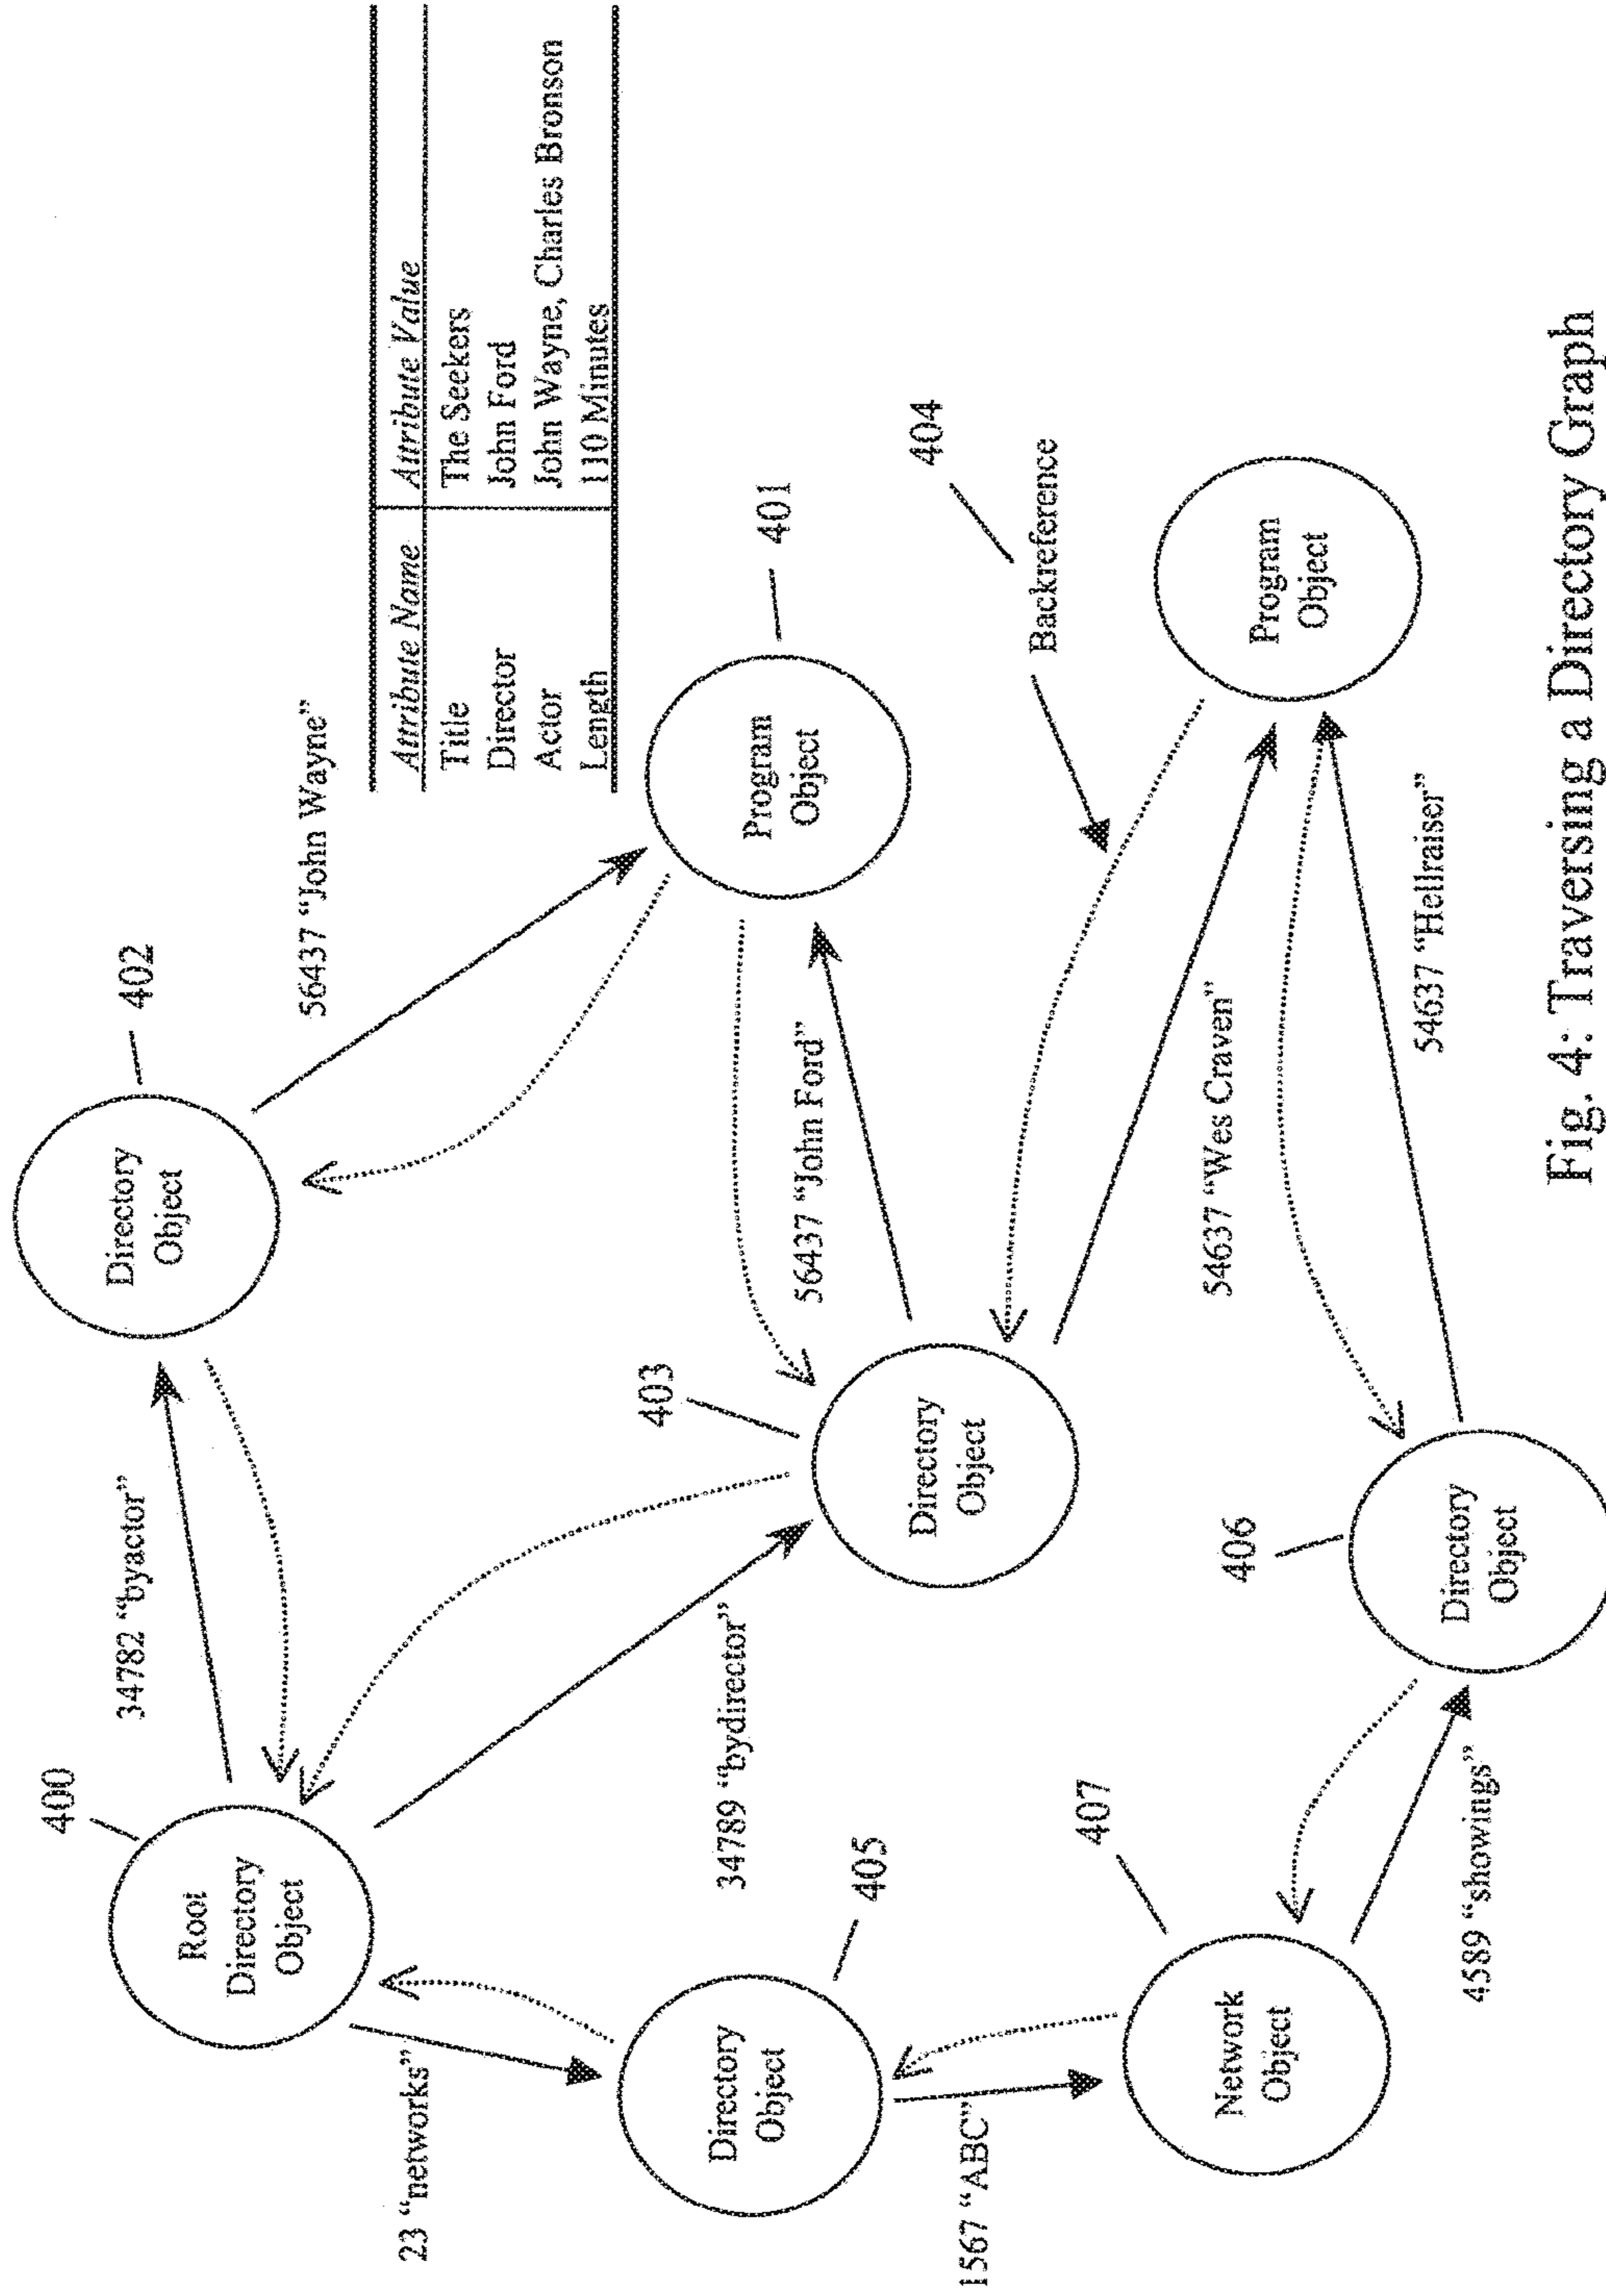 400
Root
Directory
Object
34782 “byactor”
Directory
Object
402
56437 “John Wayne”
Attribute Name Attribute Value
Title The Seekers
Director John Ford
Actor John Wayne, Charles Bronson
Length 110 Minutes
23 “networks”
34789 “bydirector”
403
Directory
Object
56437 “John Ford”
Program
Object
401
Directory
Object
405
404
Backreference
1567 “ABC”
407
Network
Object
54637 “Wes Craven”
Program
Object
406
Directory
Object
4589 “showings”
54637 “Hellraiser”
Fig. 4: Traversing a Directory Graph